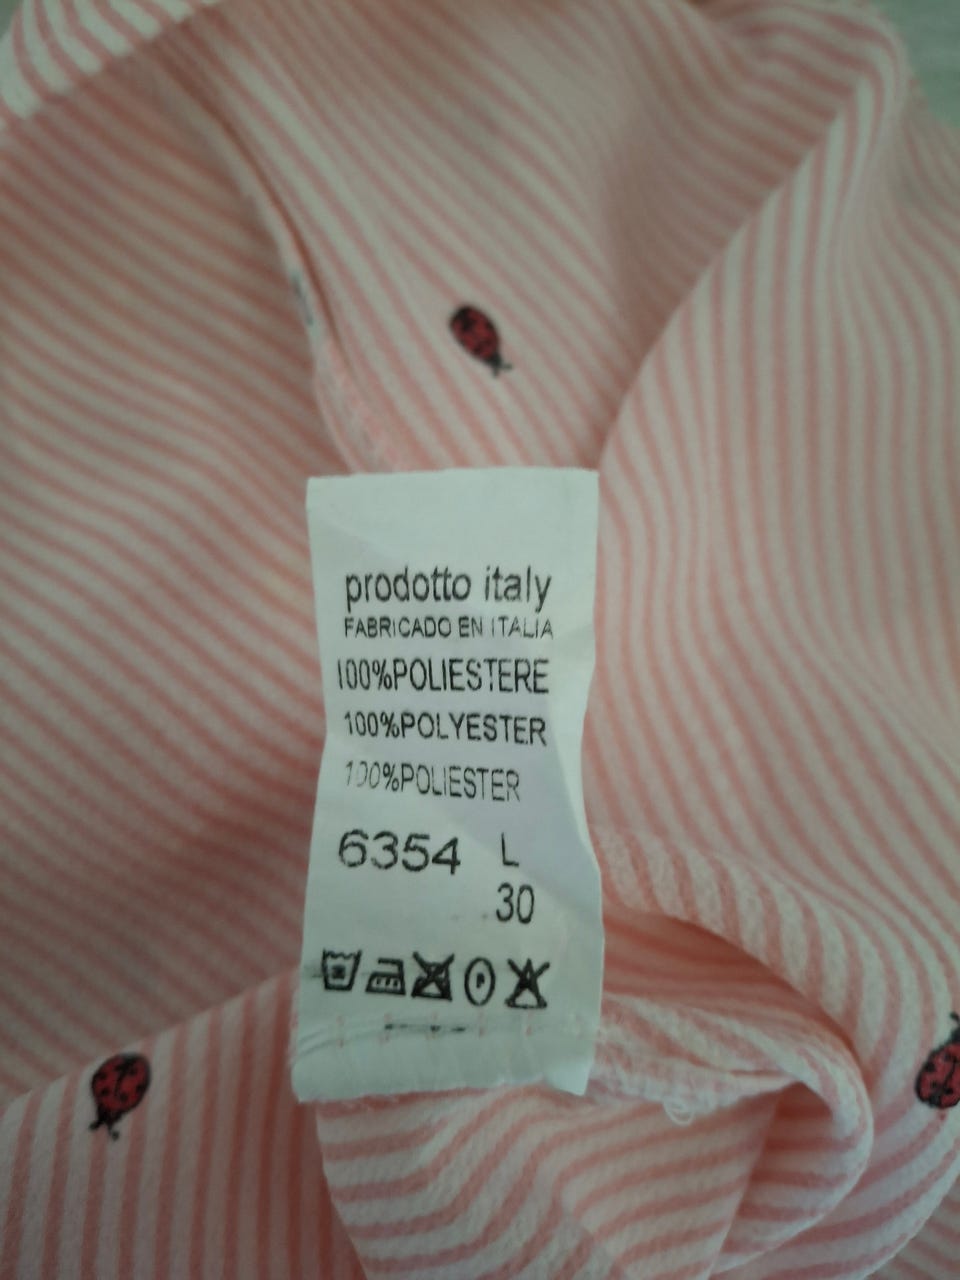 prodotto italy
FABRICADO EN ITALIA
100%POLIESTERE
100%POLYESTER
100%POLIESTER
6354 L
30
P